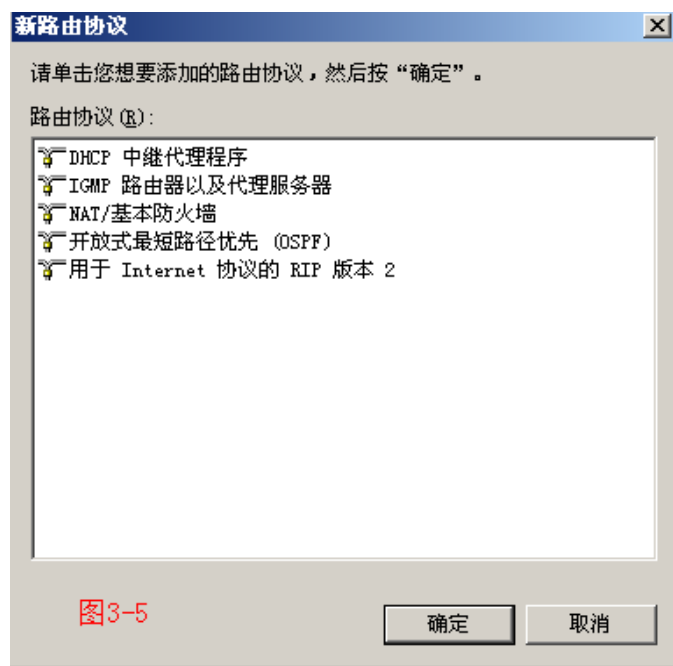 新路由协议
请单击您想要添加的路由协议，然后按“确定”。
路由协议(R):
DHCP 中继代理程序
IGMP 路由器以及代理服务器
NAT/基本防火墙
开放式最短路径优先 (OSPF)
用于 Internet 协议的 RIP 版本 2
图3-5
确定
取消